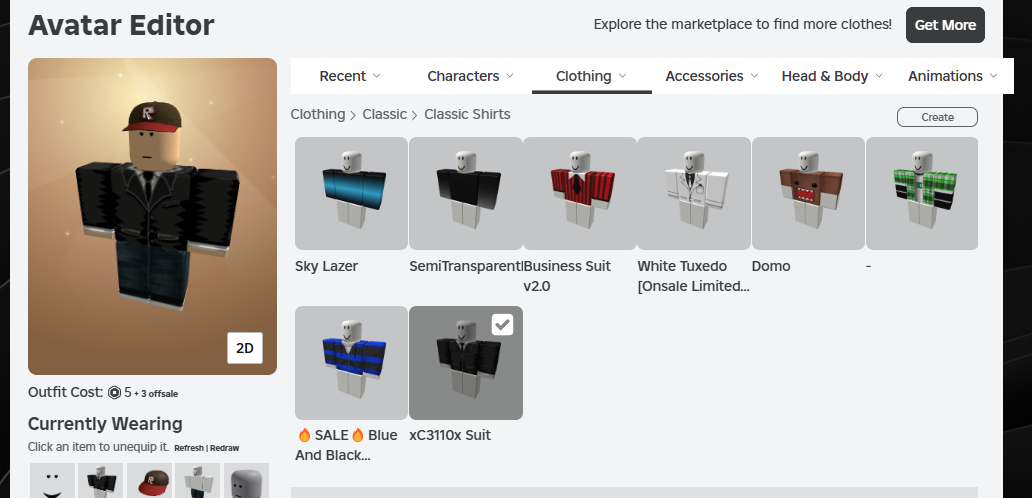 Avatar Editor
Explore the marketplace to find more clothes!
Get More
Recent
Characters
Clothing
Accessories
Head & Body
Animations
Clothing > Classic > Classic Shirts
Create
R
2D
Sky Lazer
SemiTransparent
Business Suit
v2.0
White Tuxedo
[Onsale Limited...
Domo
-
🔥 SALE 🔥 Blue
And Black...
xC3110x Suit
Outfit Cost: 5 + 3 offsale
Currently Wearing
Click an item to unequip it. Refresh | Redraw
R